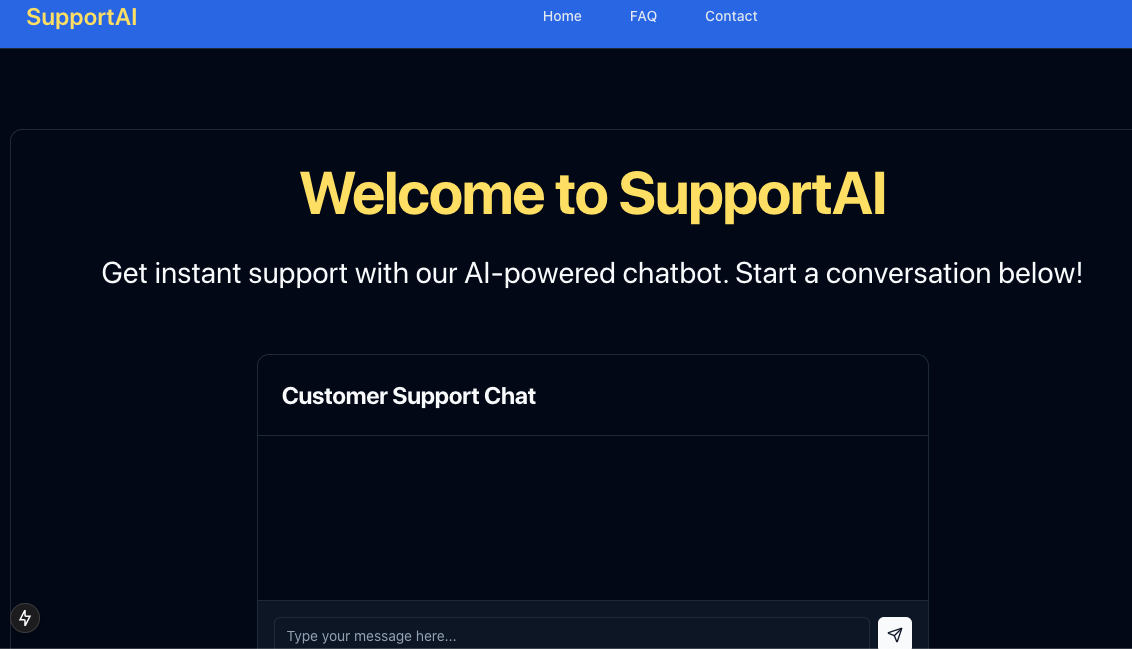 SupportAI
Home FAQ Contact
Welcome to SupportAI
Get instant support with our AI-powered chatbot. Start a conversation below!
Customer Support Chat
Type your message here...